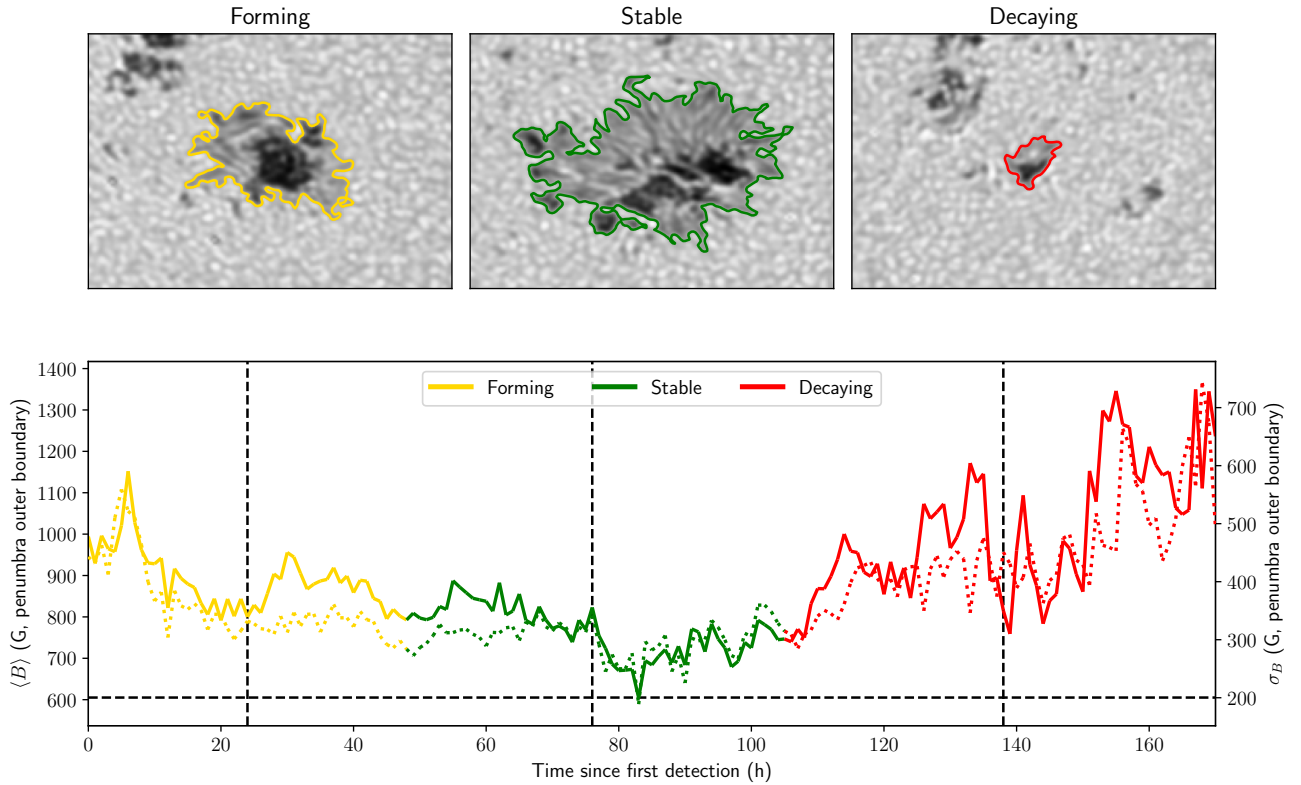 Forming Stable Decaying
Forming Stable Decaying
⟨B⟩ (G, penumbra outer boundary)
1400
1300
1200
1100
1000
900
800
700
600
700
600
500
400
300
200
σ_B (G, penumbra outer boundary)
0 20 40 60 80 100 120 140 160
Time since first detection (h)